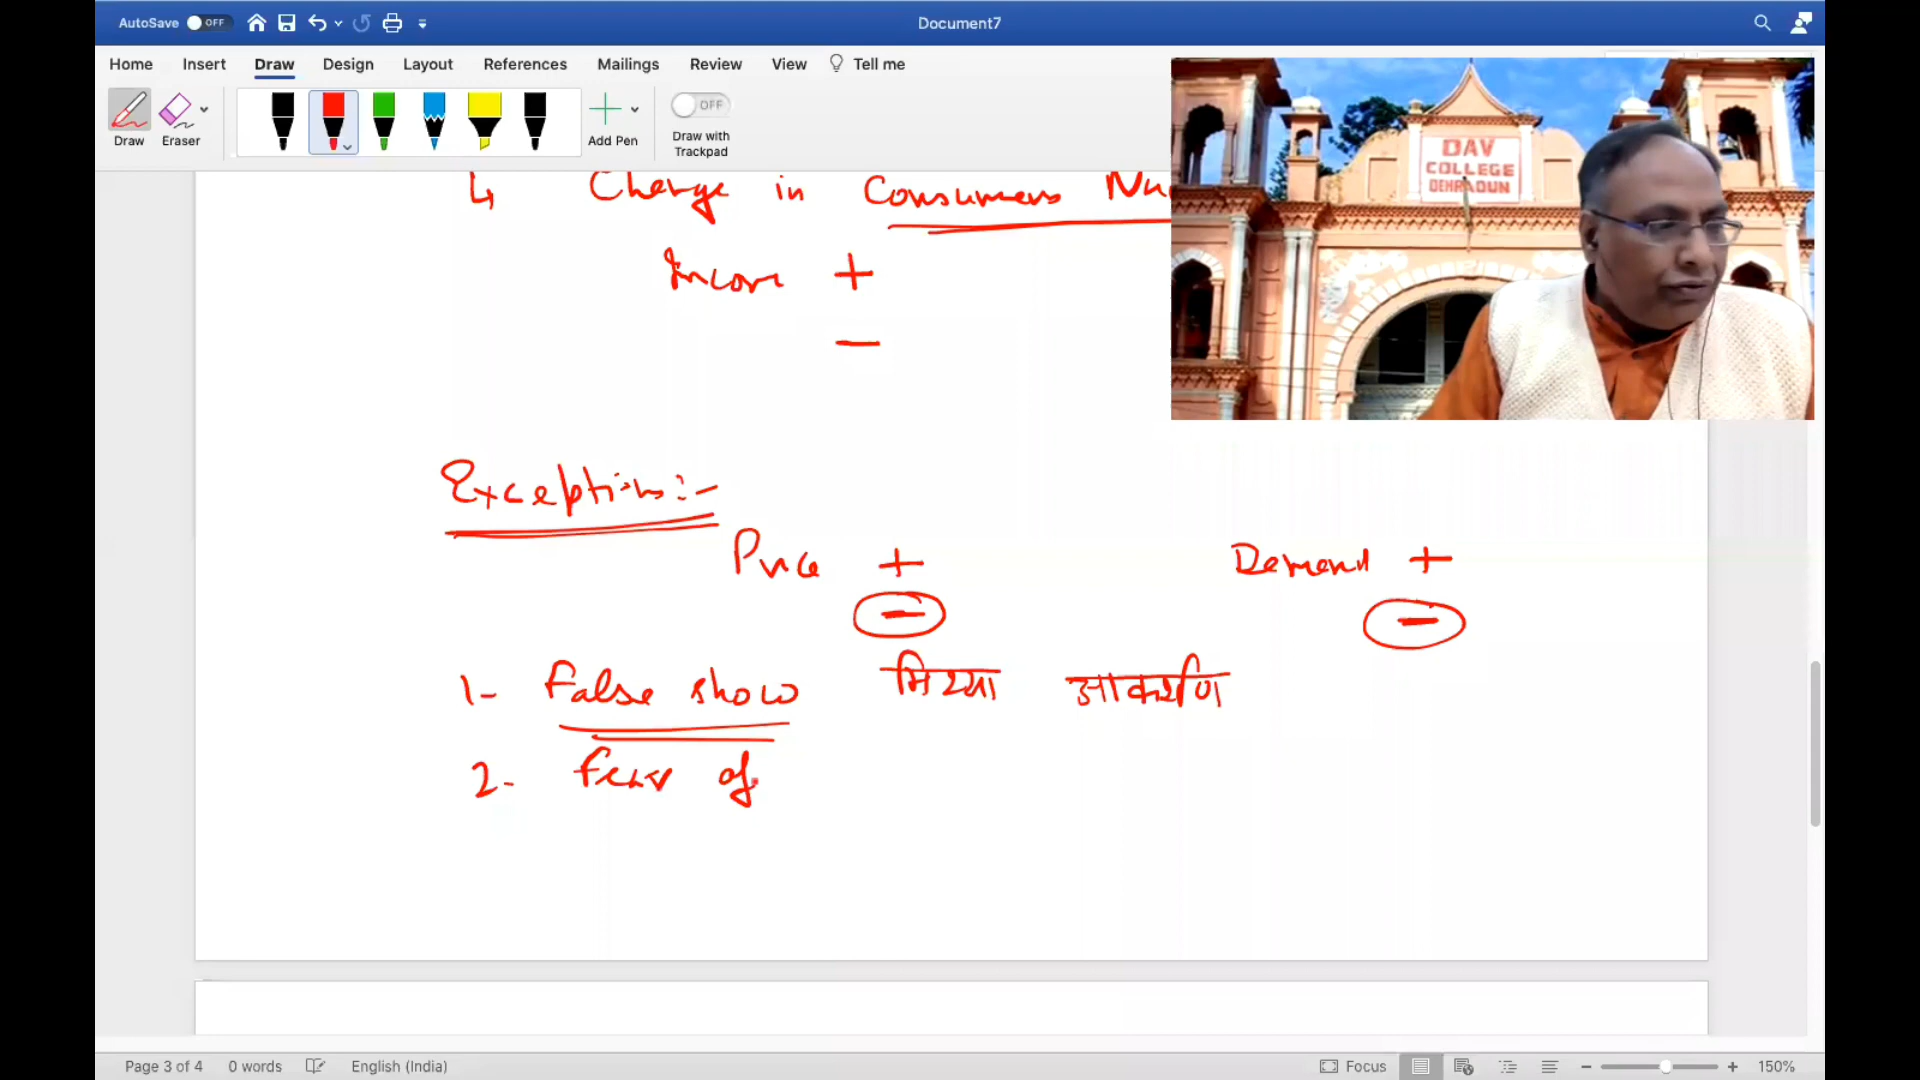 AutoSave OFF Document7
Home Insert Draw Design Layout References Mailings Review View Tell me
Draw Eraser Add Pen OFF Draw with Trackpad
DAV
COLLEGE
DEHRADUN
4 Change in Consumers
Income +
−
Exception:-
Price + Demand +
− −
1- False show मिथ्या आकर्षण
2- fear of
Page 3 of 4 0 words English (India) Focus 150%